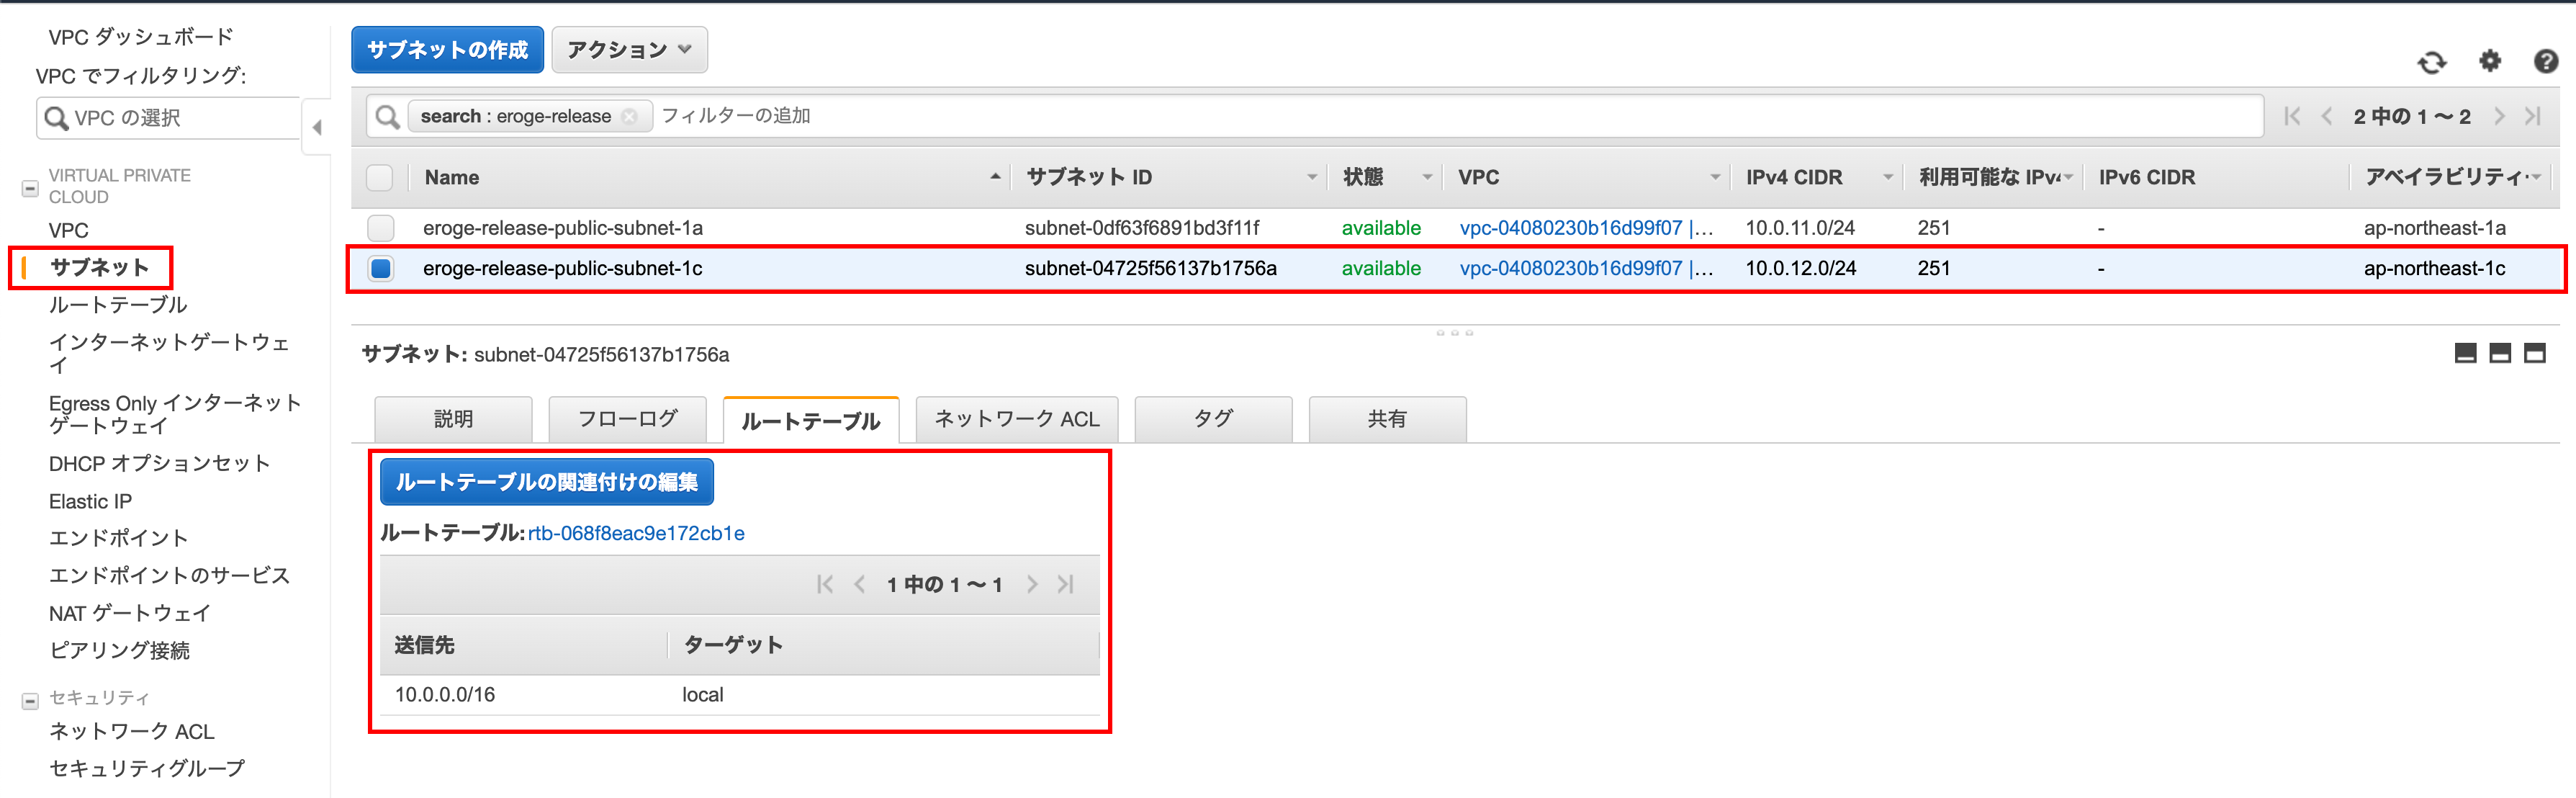 VPC ダッシュボード
VPC でフィルタリング:
VPC の選択
VIRTUAL PRIVATE
CLOUD
VPC
サブネット
ルートテーブル
インターネットゲートウェ
イ
Egress Only インターネット
ゲートウェイ
DHCP オプションセット
Elastic IP
エンドポイント
エンドポイントのサービス
NAT ゲートウェイ
ピアリング接続
セキュリティ
ネットワーク ACL
セキュリティグループ
サブネットの作成 アクション
search : eroge-release フィルターの追加 2 中の 1 〜 2
Name サブネット ID 状態 VPC IPv4 CIDR 利用可能な IPv4 IPv6 CIDR アベイラビリティ
eroge-release-public-subnet-1a subnet-0df63f6891bd3f11f available vpc-04080230b16d99f07 |... 10.0.11.0/24 251 - ap-northeast-1a
eroge-release-public-subnet-1c subnet-04725f56137b1756a available vpc-04080230b16d99f07 |... 10.0.12.0/24 251 - ap-northeast-1c
サブネット: subnet-04725f56137b1756a
説明 フローログ ルートテーブル ネットワーク ACL タグ 共有
ルートテーブルの関連付けの編集
ルートテーブル: rtb-068f8eac9e172cb1e
1 中の 1 〜 1
送信先 ターゲット
10.0.0.0/16 local